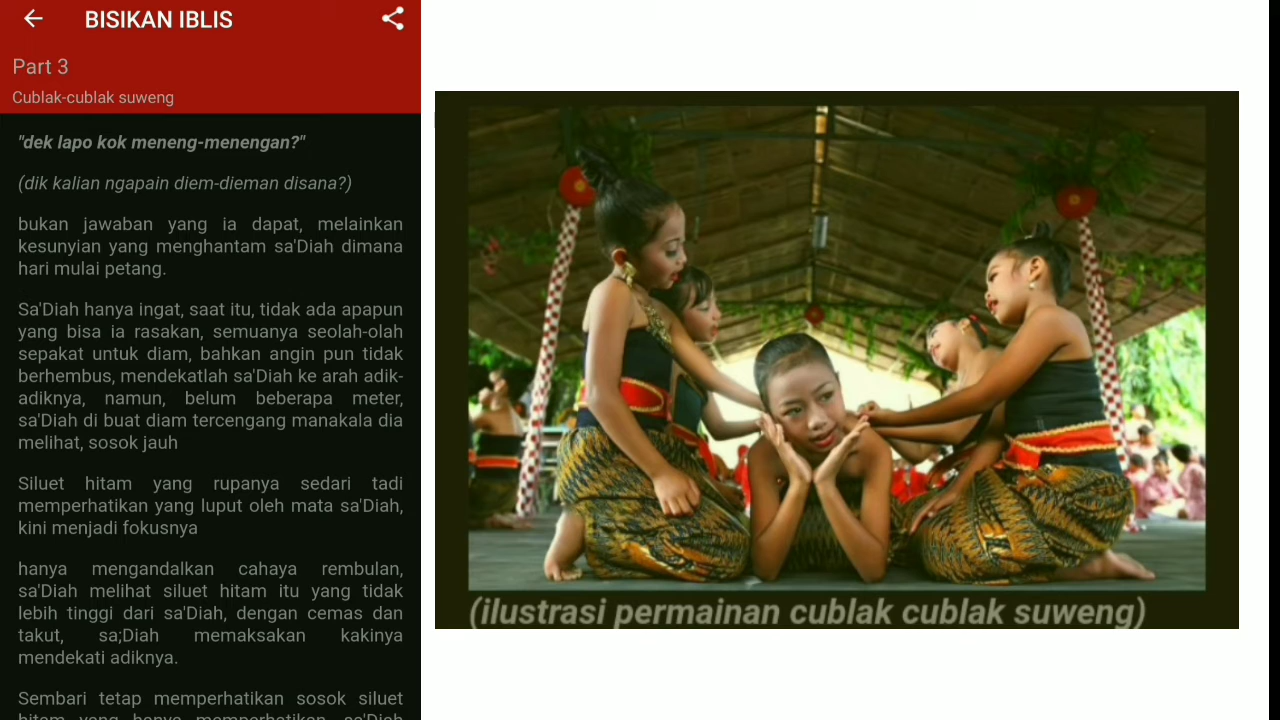 BISIKAN IBLIS
Part 3
Cublak-cublak suweng
"dek lapo kok meneng-menengan?"
(dik kalian ngapain diem-dieman disana?)
bukan jawaban yang ia dapat, melainkan
kesunyian yang menghantam sa'Diah dimana
hari mulai petang.
Sa'Diah hanya ingat, saat itu, tidak ada apapun
yang bisa ia rasakan, semuanya seolah-olah
sepakat untuk diam, bahkan angin pun tidak
berhembus, mendekatlah sa'Diah ke arah adik-
adiknya, namun, belum beberapa meter,
sa'Diah di buat diam tercengang manakala dia
melihat, sosok jauh
Siluet hitam yang rupanya sedari tadi
memperhatikan yang luput oleh mata sa'Diah,
kini menjadi fokusnya
hanya mengandalkan cahaya rembulan,
sa'Diah melihat siluet hitam itu yang tidak
lebih tinggi dari sa'Diah, dengan cemas dan
takut, sa;Diah memaksakan kakinya
mendekati adiknya.
Sembari tetap memperhatikan sosok siluet
hitam yang hanya memperhatikan, sa'Diah
(ilustrasi permainan cublak cublak suweng)